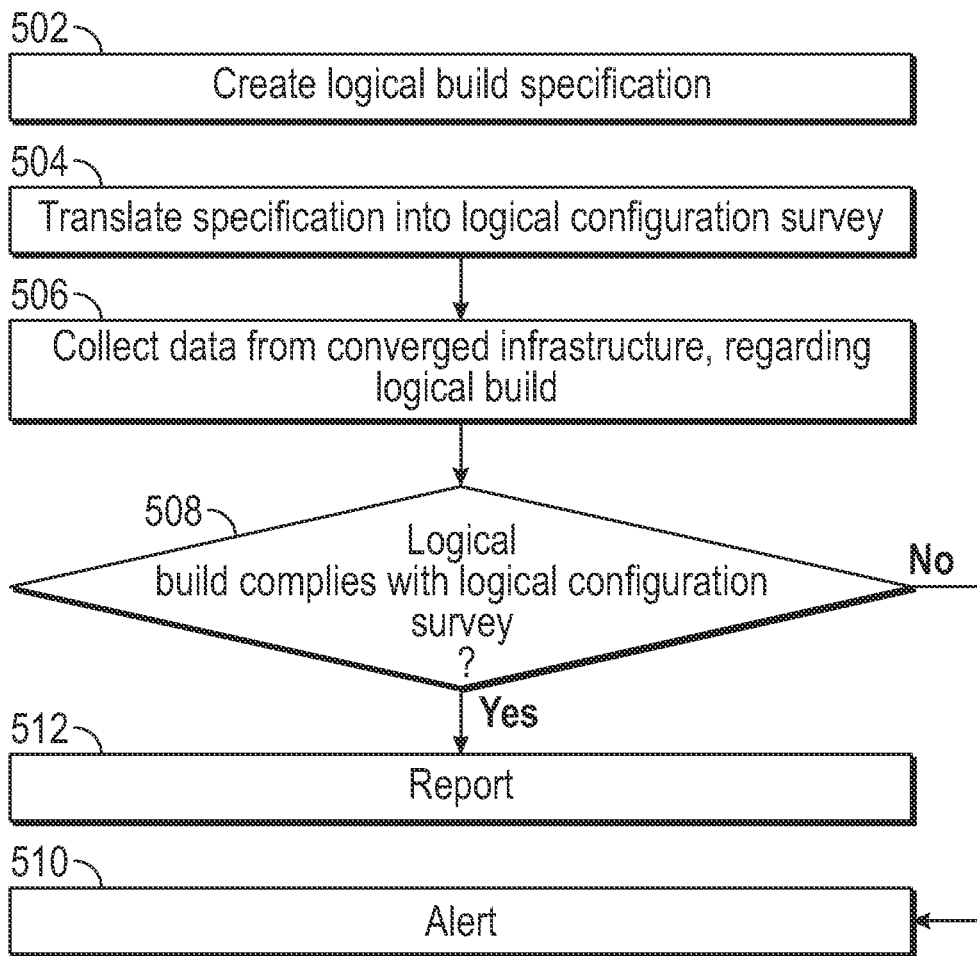 502
Create logical build specification
504
Translate specification into logical configuration survey
506
Collect data from converged infrastructure, regarding
logical build
508
Logical
build complies with logical configuration
survey
?
No
Yes
512
Report
510
Alert